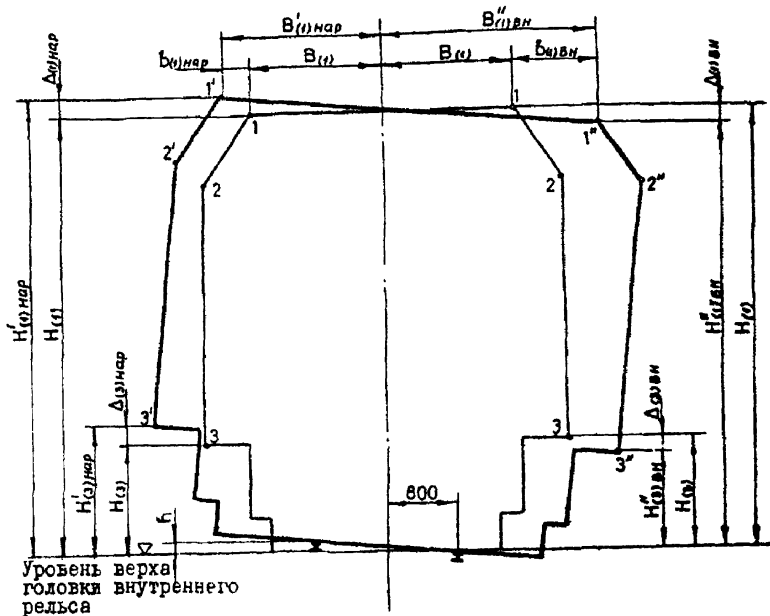 B'(1)нар B"(1)вн
в(1)нар B(1) B(1) в(1)вн
Δ(1)нар Δ(1)вн
1' 1 1 1"
2' 2 2 2"
H'(1)нар H(1) H"(1)вн H(1)
Δ(3)нар Δ(3)вн
3' 3 3 3"
H'(3)нар H(3) H"(3)вн H(3)
800
h
Уровень верха
головки внутреннего
рельса